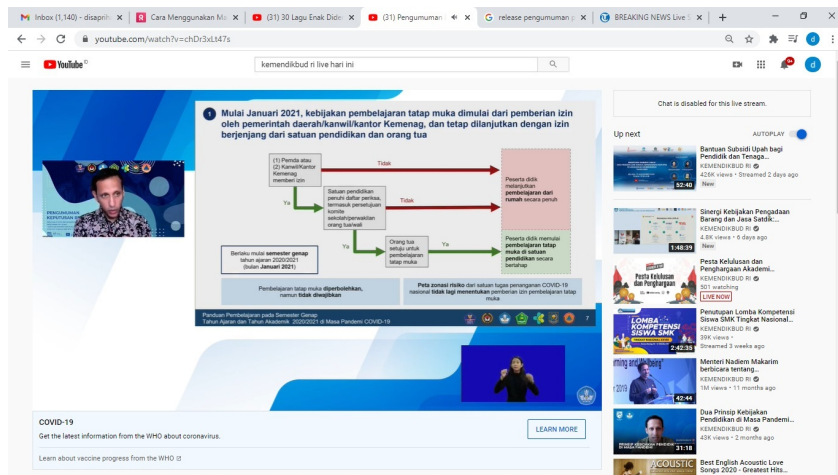 Inbox (1,140) - disaprih
Cara Menggunakan Ma
(31) 30 Lagu Enak Diden
(31) Pengumuman
release pengumuman p
BREAKING NEWS Live S
youtube.com/watch?v=chDr3xLt47s
YouTube ID
kemendikbud ri live hari ini
9+
d
1 Mulai Januari 2021, kebijakan pembelajaran tatap muka dimulai dari pemberian izin
oleh pemerintah daerah/kanwil/kantor Kemenag, dan tetap dilanjutkan dengan izin
berjenjang dari satuan pendidikan dan orang tua
(1) Pemda atau
(2) Kanwil/Kantor
Kemenag
memberi izin
Tidak
Ya
Satuan pendidikan
penuhi daftar periksa,
termasuk persetujuan
komite
sekolah/perwakilan
orang tua/wali
Tidak
Peserta didik
melanjutkan
pembelajaran dari
rumah secara penuh
Ya
Orang tua
setuju untuk
pembelajaran
tatap muka
Ya
Peserta didik memulai
pembelajaran tatap
muka di satuan
pendidikan secara
bertahap
Berlaku mulai semester genap
tahun ajaran 2020/2021
(bulan Januari 2021)
Pembelajaran tatap muka diperbolehkan,
namun tidak diwajibkan
Peta zonasi risiko dari satuan tugas penanganan COVID-19
nasional tidak lagi menentukan pemberian izin pembelajaran tatap
muka
Panduan Pembelajaran pada Semester Genap
Tahun Ajaran dan Tahun Akademik 2020/2021 di Masa Pandemi COVID-19
7
PENGUMUMAN
COVID-19
Get the latest information from the WHO about coronavirus.
LEARN MORE
Learn about vaccine progress from the WHO
Chat is disabled for this live stream.
Up next
AUTOPLAY
Bantuan Subsidi Upah bagi
Pendidik dan Tenaga...
KEMENDIKBUD RI
426K views • Streamed 2 days ago
New
52:40
Sinergi Kebijakan Pengadaan
Barang dan Jasa Satdik:...
KEMENDIKBUD RI
4.8K views • 6 days ago
New
1:48:39
Pesta Kelulusan dan
Penghargaan Akademi...
KEMENDIKBUD RI
501 watching
LIVE NOW
Pesta Kelulusan
dan Penghargaan
Penutupan Lomba Kompetensi
Siswa SMK Tingkat Nasional...
KEMENDIKBUD RI
39K views •
Streamed 3 weeks ago
LOMBA
KOMPETENSI
SISWA SMK
2:42:35
Menteri Nadiem Makarim
berbicara tentang...
KEMENDIKBUD RI
1M views • 11 months ago
42:44
Dua Prinsip Kebijakan
Pendidikan di Masa Pandemi...
KEMENDIKBUD RI
43K views • 2 months ago
31:18
Best English Acoustic Love
Songs 2020 - Greatest Hits...
ACOUSTIC